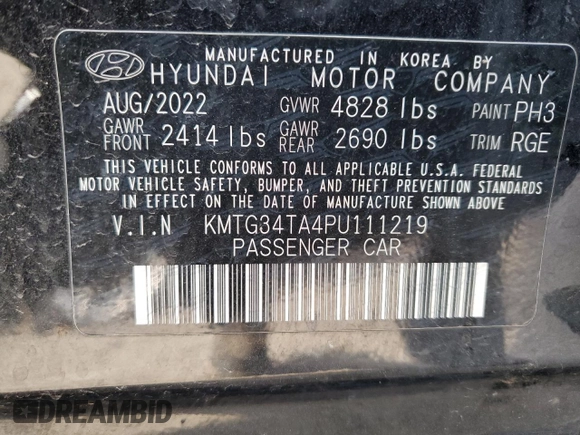 MANUFACTURED IN KOREA BY
HYUNDAI MOTOR COMPANY
AUG/2022 GVWR 4828 lbs PAINT PH3
GAWR FRONT 2414 lbs GAWR REAR 2690 lbs TRIM RGE
THIS VEHICLE CONFORMS TO ALL APPLICABLE U.S.A. FEDERAL
MOTOR VEHICLE SAFETY, BUMPER, AND THEFT PREVENTION STANDARDS
IN EFFECT ON THE DATE OF MANUFACTURE SHOWN ABOVE.
V.I.N KMTG34TA4PU111219
PASSENGER CAR
DREAMBID